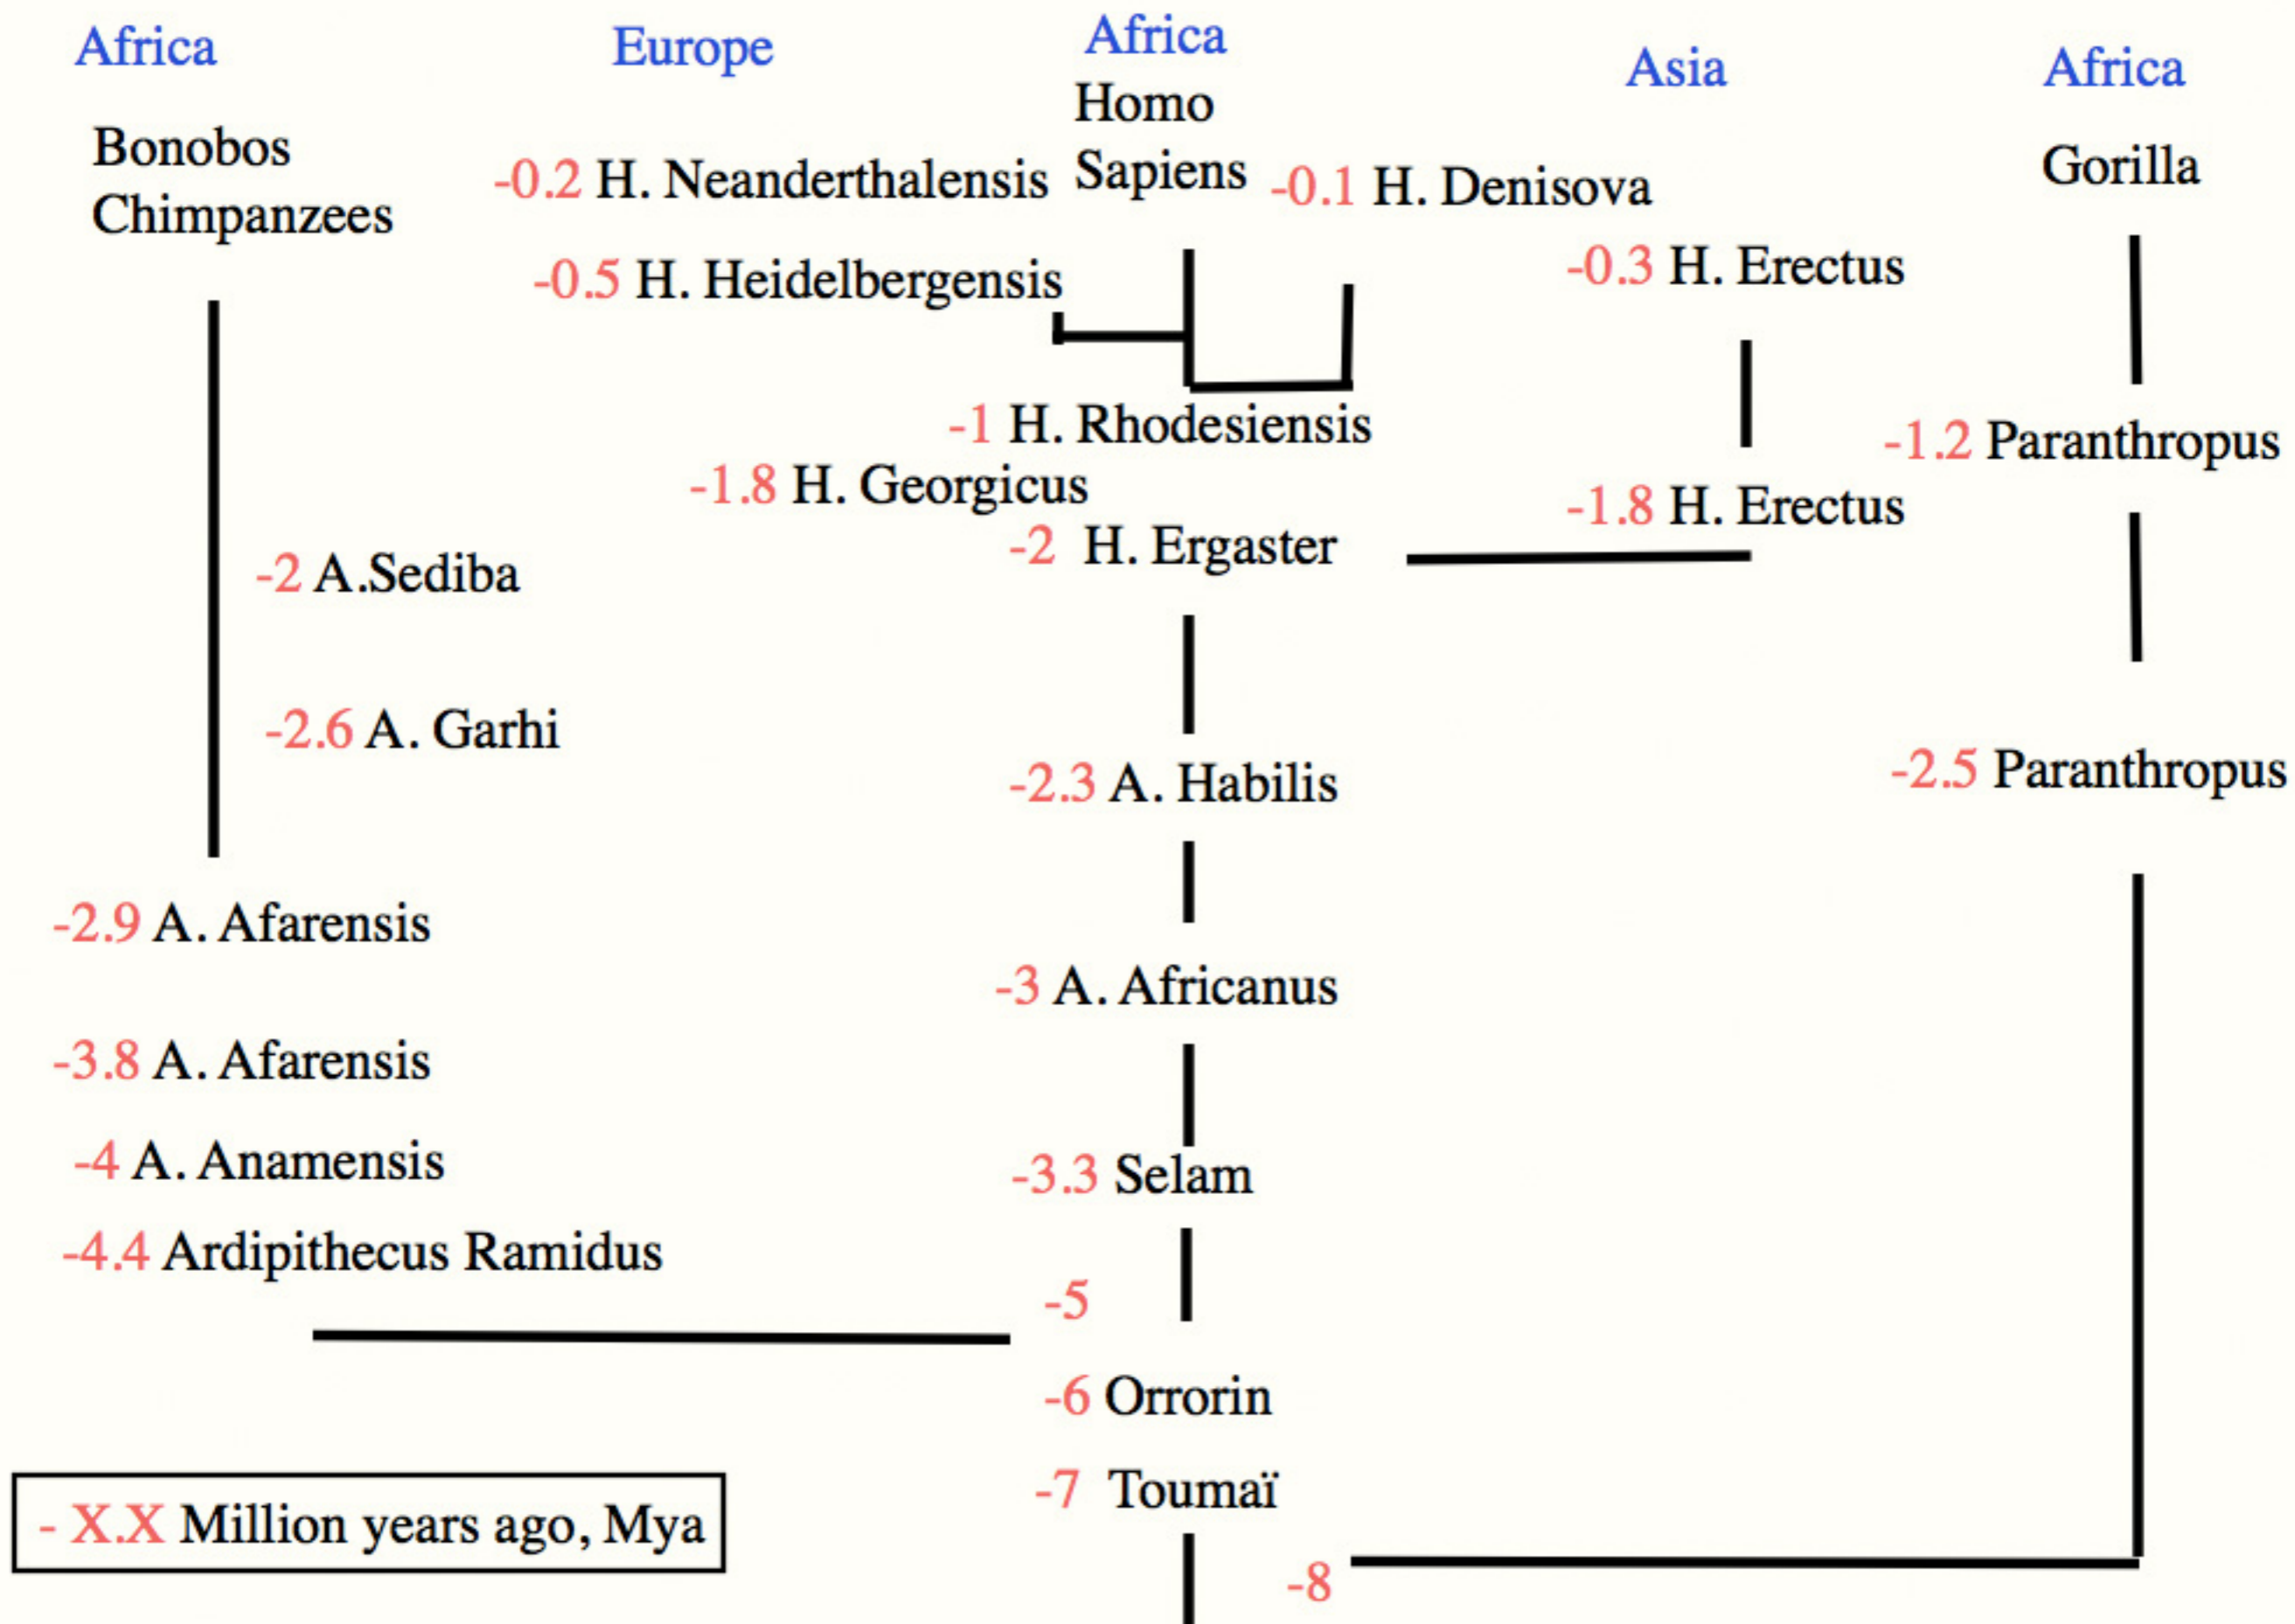 Africa
Europe
Africa
Asia
Africa
Homo
Sapiens
Bonobos
Chimpanzees
-0.2 H. Neanderthalensis
-0.1 H. Denisova
Gorilla
-0.5 H. Heidelbergensis
-0.3 H. Erectus
-1 H. Rhodesiensis
-1.2 Paranthropus
-1.8 H. Georgicus
-1.8 H. Erectus
-2 H. Ergaster
-2 A.Sediba
-2.6 A. Garhi
-2.3 A. Habilis
-2.5 Paranthropus
-2.9 A. Afarensis
-3 A. Africanus
-3.8 A. Afarensis
-4 A. Anamensis
-3.3 Selam
-4.4 Ardipithecus Ramidus
-5
-6 Orrorin
-7 Toumaï
- X.X Million years ago, Mya
-8